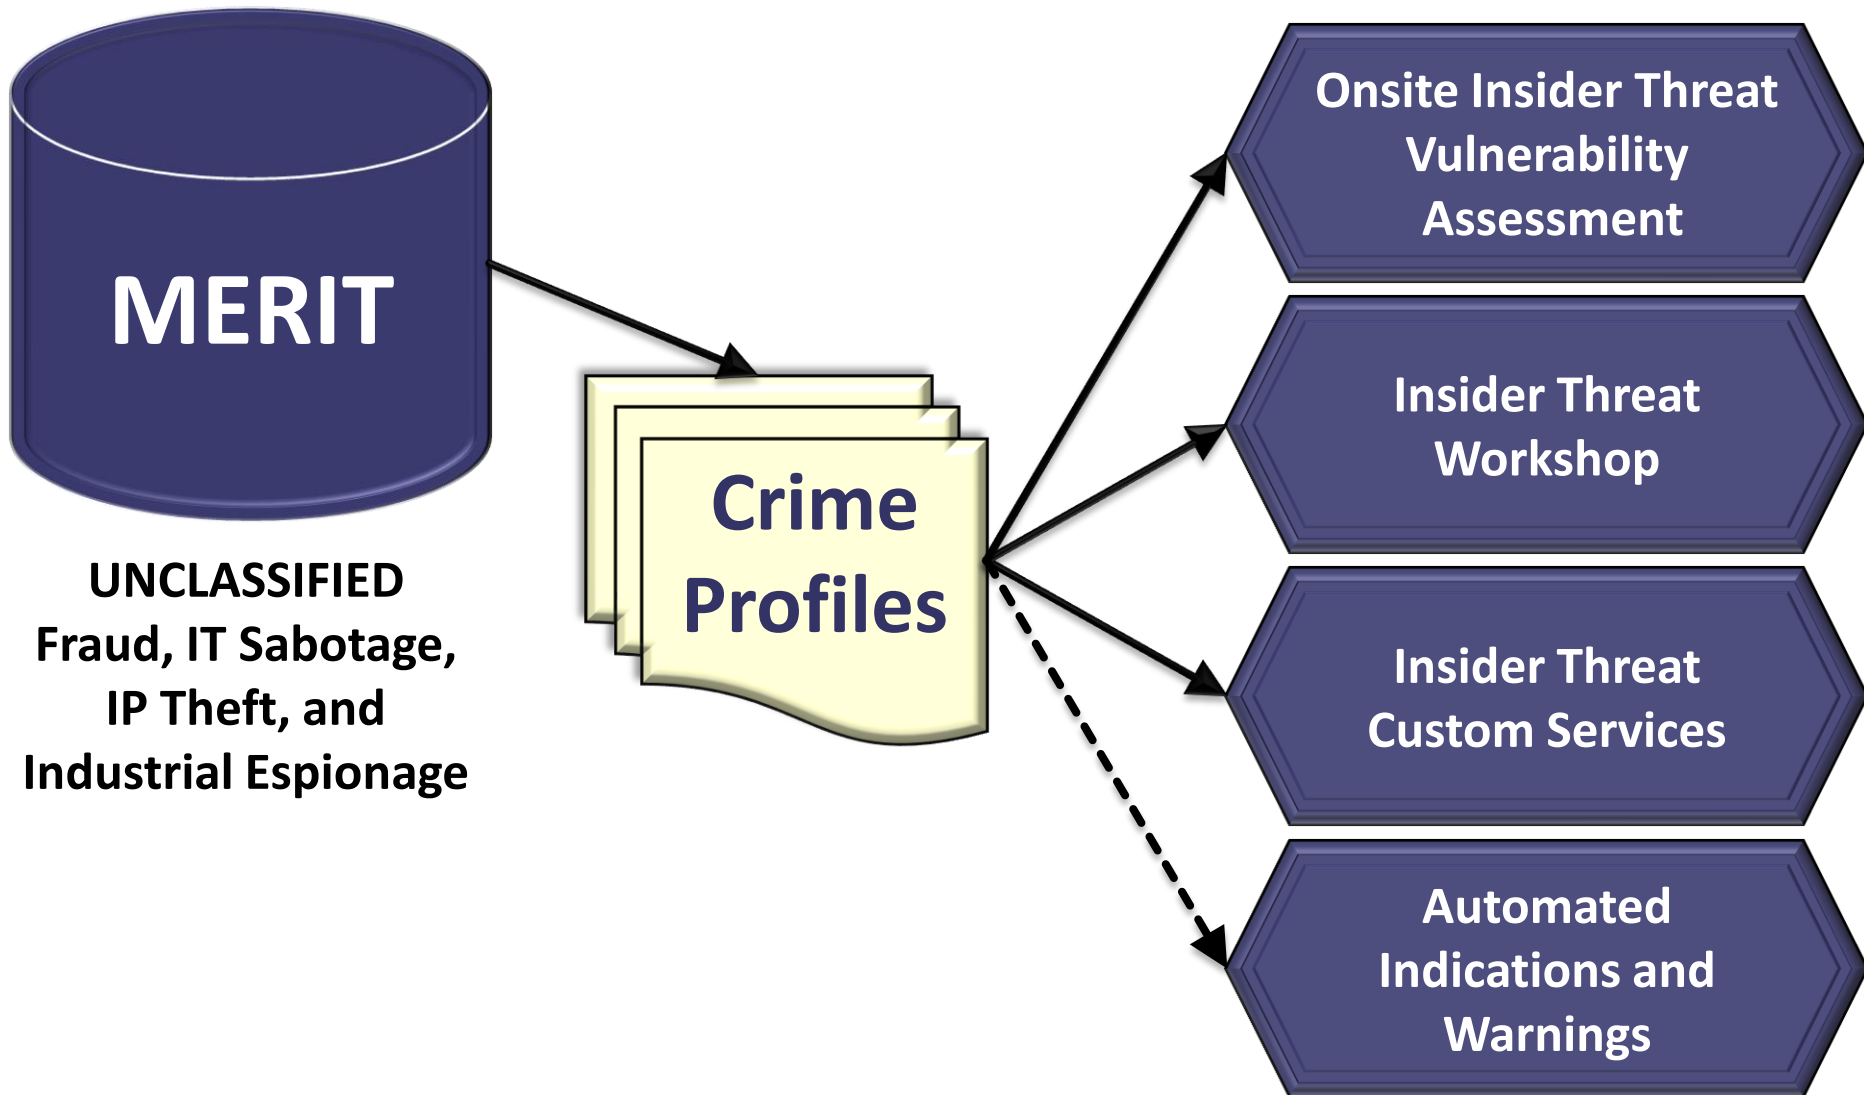 MERIT
UNCLASSIFIED
Fraud, IT Sabotage,
IP Theft, and
Industrial Espionage
Crime
Profiles
Onsite Insider Threat
Vulnerability
Assessment
Insider Threat
Workshop
Insider Threat
Custom Services
Automated
Indications and
Warnings